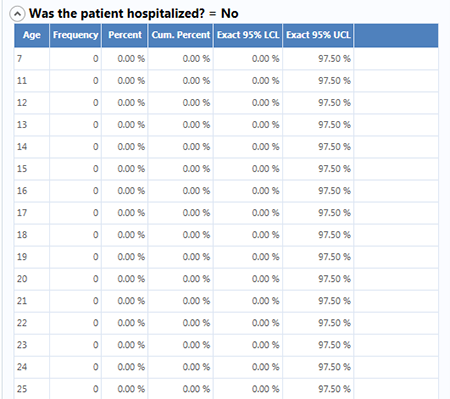 Was the patient hospitalized? = No
Age Frequency Percent Cum. Percent Exact 95% LCL Exact 95% UCL
7 0 0.00 % 0.00 % 0.00 % 97.50 %
11 0 0.00 % 0.00 % 0.00 % 97.50 %
12 0 0.00 % 0.00 % 0.00 % 97.50 %
13 0 0.00 % 0.00 % 0.00 % 97.50 %
14 0 0.00 % 0.00 % 0.00 % 97.50 %
15 0 0.00 % 0.00 % 0.00 % 97.50 %
16 0 0.00 % 0.00 % 0.00 % 97.50 %
17 0 0.00 % 0.00 % 0.00 % 97.50 %
18 0 0.00 % 0.00 % 0.00 % 97.50 %
19 0 0.00 % 0.00 % 0.00 % 97.50 %
20 0 0.00 % 0.00 % 0.00 % 97.50 %
21 0 0.00 % 0.00 % 0.00 % 97.50 %
22 0 0.00 % 0.00 % 0.00 % 97.50 %
23 0 0.00 % 0.00 % 0.00 % 97.50 %
24 0 0.00 % 0.00 % 0.00 % 97.50 %
25 0 0.00 % 0.00 % 0.00 % 97.50 %